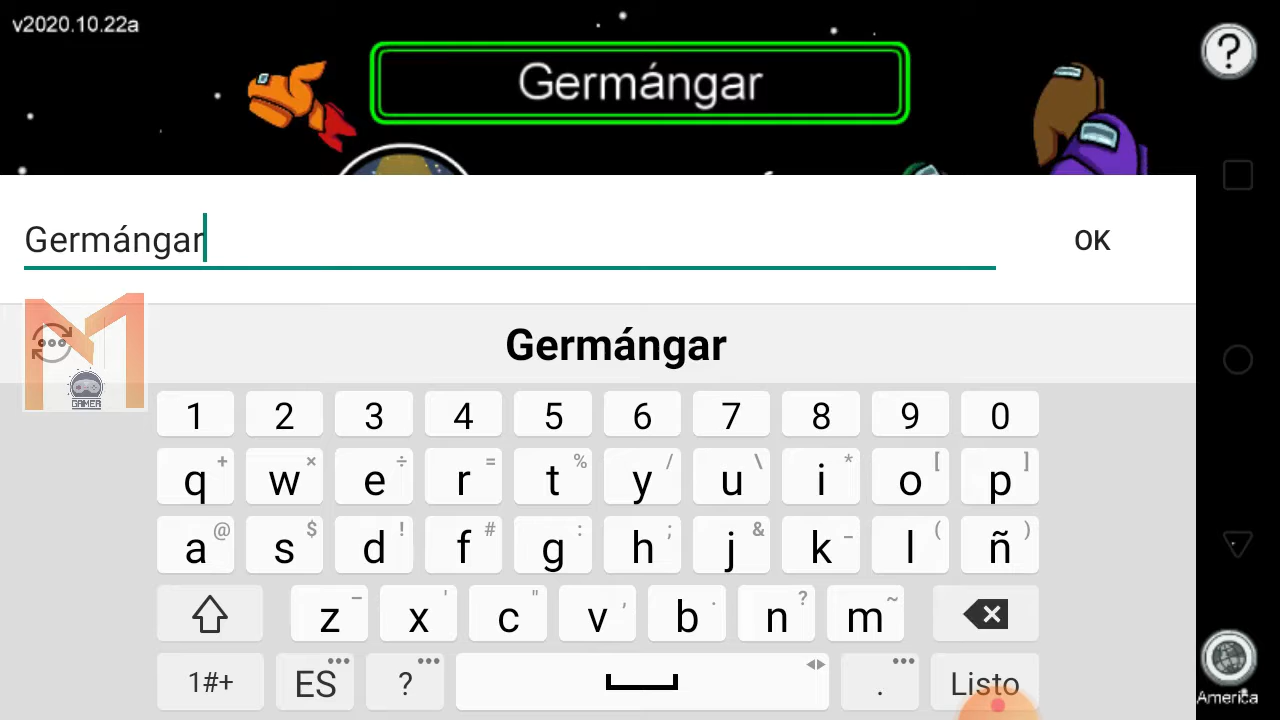 v2020.10.22a
Germángar
?
Germángar
OK
Germángar
GAMER
1 2 3 4 5 6 7 8 9 0
q + w × e ÷ r = t % y / u \ i * o [ p ]
a @ s $ d ! f # g : h ; j & k _ l ( ñ )
z – x ' c " v , b . n ? m ~
1#+ ES ? . Listo
America